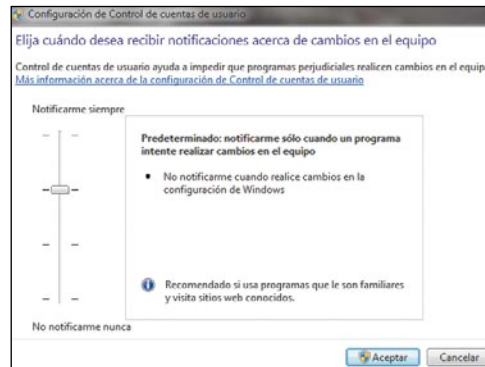 Configuración de Control de cuentas de usuario
Elija cuándo desea recibir notificaciones acerca de cambios en el equipo
Control de cuentas de usuario ayuda a impedir que programas perjudiciales realicen cambios en el equip
Más información acerca de la configuración de Control de cuentas de usuario
Notificarme siempre
Predeterminado: notificarme sólo cuando un programa
intente realizar cambios en el equipo
• No notificarme cuando realice cambios en la
configuración de Windows
Recomendado si usa programas que le son familiares
y visita sitios web conocidos.
No notificarme nunca
Aceptar Cancelar